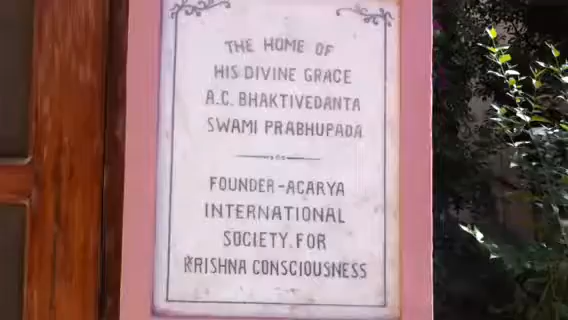 THE HOME OF
HIS DIVINE GRACE
A.C. BHAKTIVEDANTA
SWAMI PRABHUPADA
FOUNDER-ACARYA
INTERNATIONAL
SOCIETY FOR
KRISHNA CONSCIOUSNESS